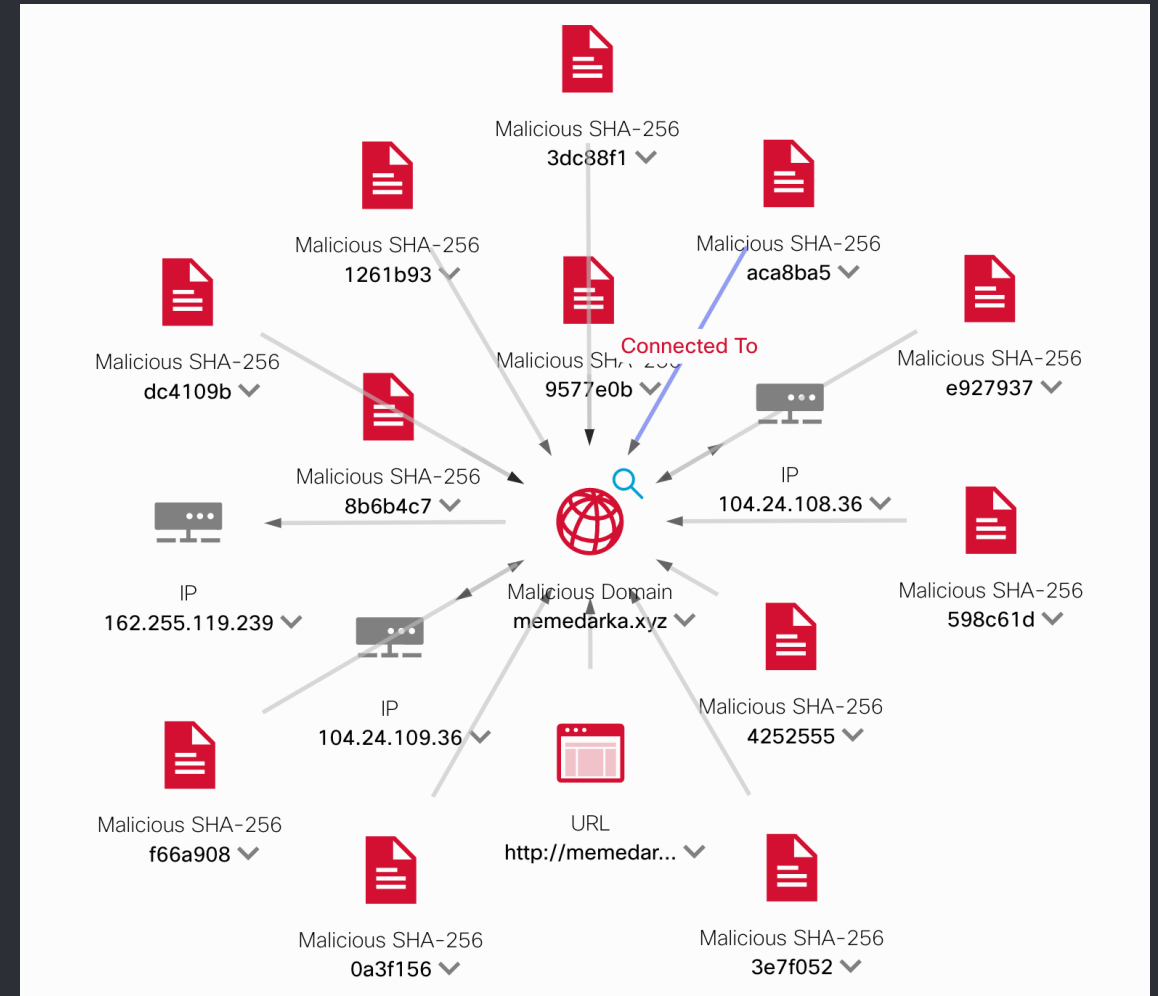 Malicious SHA-256
3dc88f1
Malicious SHA-256
1261b93
Malicious SHA-256
aca8ba5
Malicious SHA-256
dc4109b
Malicious SHA-256
9577e0b
Connected To
Malicious SHA-256
e927937
Malicious SHA-256
8b6b4c7
IP
104.24.108.36
IP
162.255.119.239
Malicious Domain
memedarka.xyz
Malicious SHA-256
598c61d
IP
104.24.109.36
Malicious SHA-256
4252555
Malicious SHA-256
f66a908
URL
http://memedar...
Malicious SHA-256
0a3f156
Malicious SHA-256
3e7f052